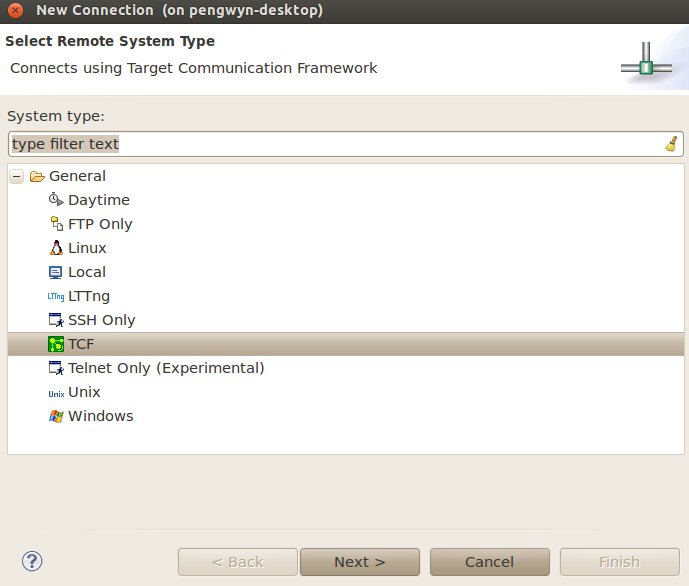 New Connection (on pengwyn-desktop)
Select Remote System Type
Connects using Target Communication Framework
System type:
type filter text
General
Daytime
FTP Only
Linux
Local
LTTng LTTng
SSH Only
TCF
Telnet Only (Experimental)
Unix Unix
Windows
? < Back Next > Cancel Finish